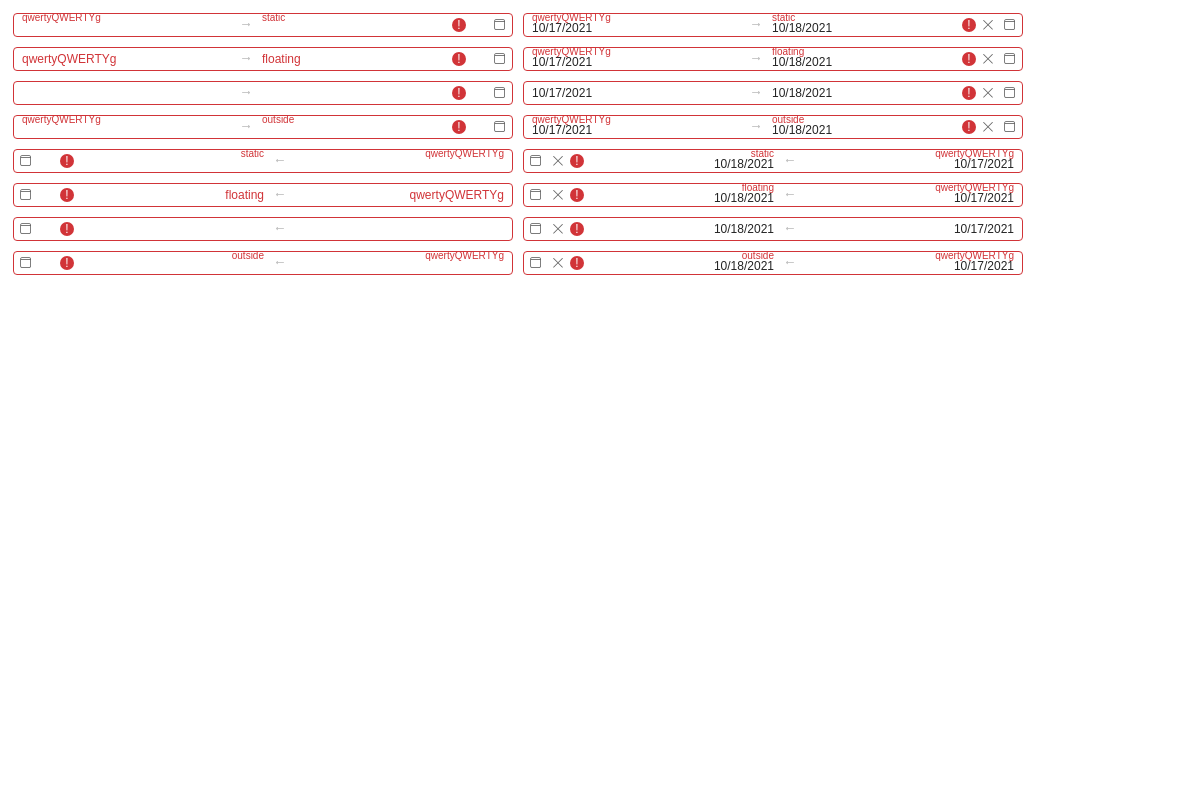 qwertyQWERTYg → static ! qwertyQWERTYg → static !
10/17/2021 10/18/2021
qwertyQWERTYg → floating ! qwertyQWERTYg → floating !
10/17/2021 10/18/2021
→ ! 10/17/2021 → 10/18/2021 !
qwertyQWERTYg → outside ! qwertyQWERTYg → outside !
10/17/2021 10/18/2021
! static ← qwertyQWERTYg ! static ← qwertyQWERTYg
10/18/2021 10/17/2021
! floating ← qwertyQWERTYg ! floating ← qwertyQWERTYg
10/18/2021 10/17/2021
! ← ! 10/18/2021 ← 10/17/2021
! outside ← qwertyQWERTYg ! outside ← qwertyQWERTYg
10/18/2021 10/17/2021